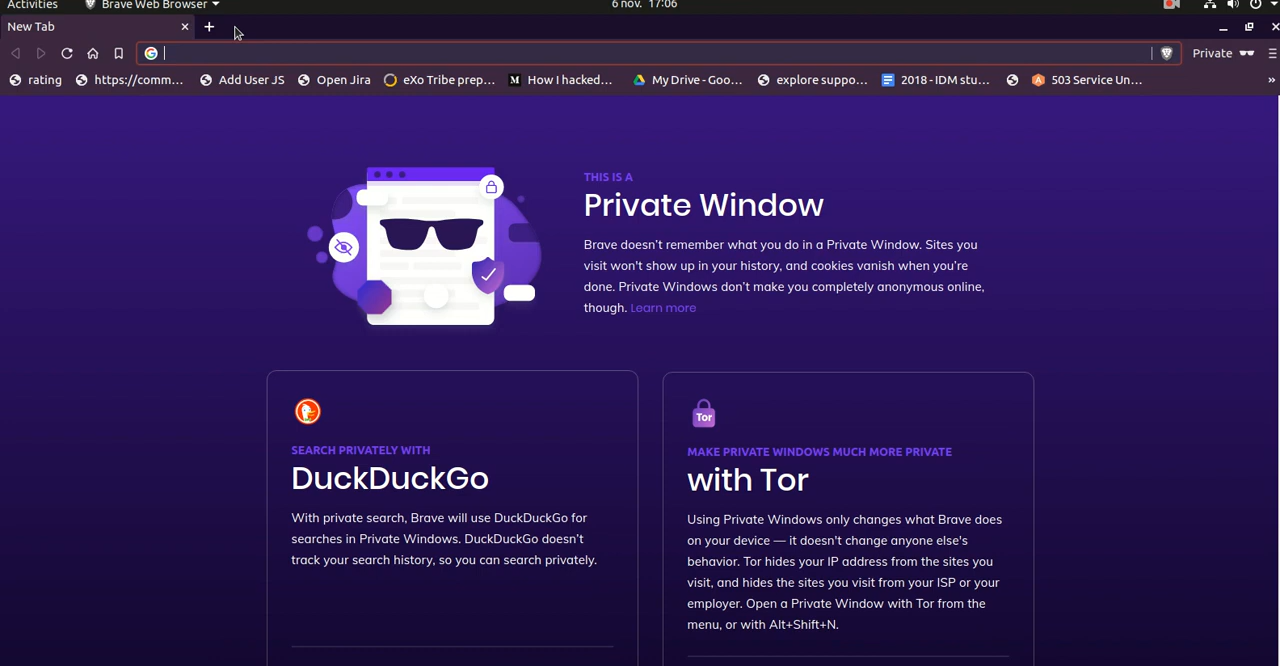 Activities
Brave Web Browser
6 nov. 17:06
New Tab
Private
rating
https://comm...
Add User JS
Open Jira
eXo Tribe prep...
M
How I hacked...
My Drive - Goo...
explore suppo...
2018 - IDM stu...
503 Service Un...
»
THIS IS A
Private Window
Brave doesn't remember what you do in a Private Window. Sites you
visit won't show up in your history, and cookies vanish when you're
done. Private Windows don't make you completely anonymous online,
though. Learn more
SEARCH PRIVATELY WITH
DuckDuckGo
With private search, Brave will use DuckDuckGo for
searches in Private Windows. DuckDuckGo doesn't
track your search history, so you can search privately.
Tor
MAKE PRIVATE WINDOWS MUCH MORE PRIVATE
with Tor
Using Private Windows only changes what Brave does
on your device — it doesn't change anyone else's
behavior. Tor hides your IP address from the sites you
visit, and hides the sites you visit from your ISP or your
employer. Open a Private Window with Tor from the
menu, or with Alt+Shift+N.